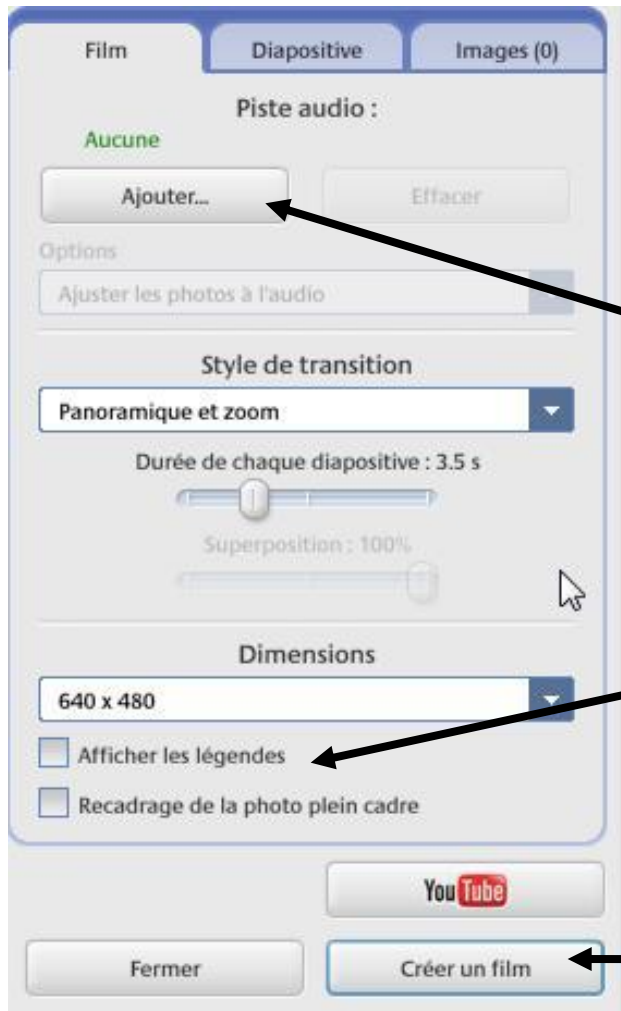 Film Diapositive Images (0)
Piste audio :
Aucune
Ajouter... Effacer
Options
Ajuster les photos à l'audio
Style de transition
Panoramique et zoom
Durée de chaque diapositive : 3.5 s
Superposition : 100%
Dimensions
640 x 480
Afficher les légendes
Recadrage de la photo plein cadre
YouTube
Fermer Créer un film